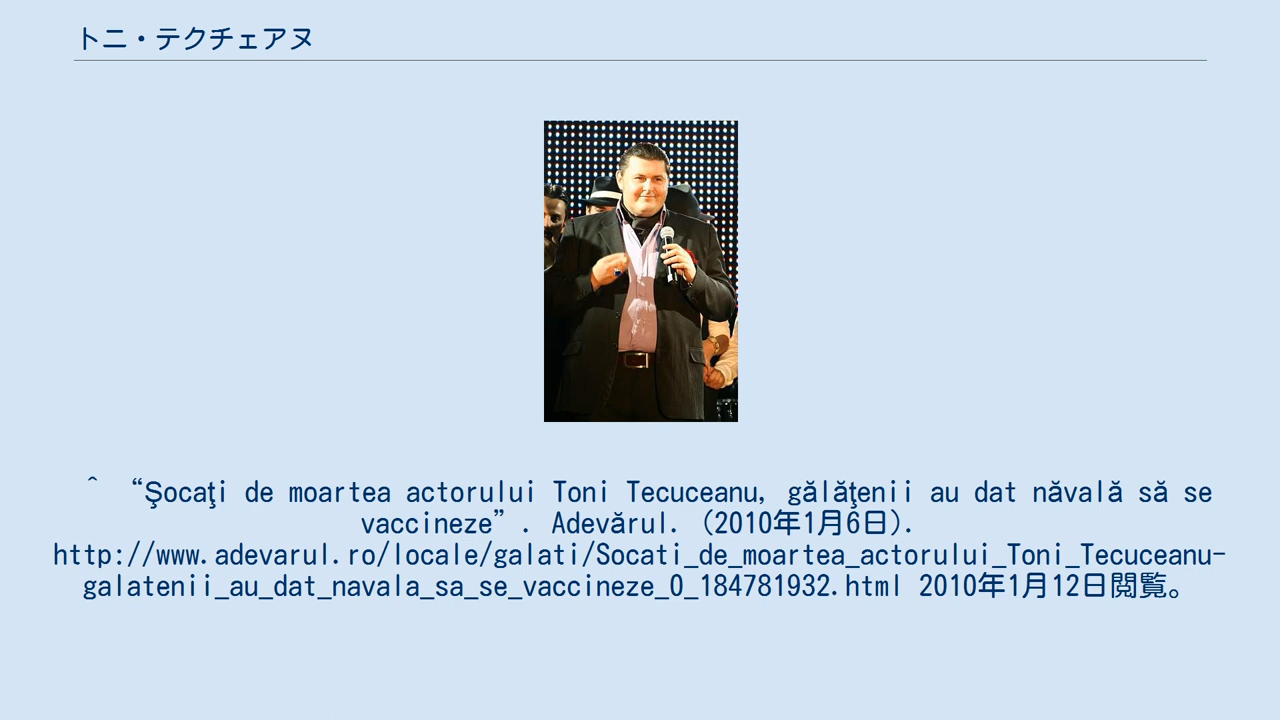 トニ・テクチェアヌ
^ “Şocaţi de moartea actorului Toni Tecuceanu, gălăţenii au dat năvală să se
vaccineze”. Adevărul. (2010年1月6日).
http://www.adevarul.ro/locale/galati/Socati_de_moartea_actorului_Toni_Tecuceanu-
galatenii_au_dat_navala_sa_se_vaccineze_0_184781932.html 2010年1月12日閲覧。